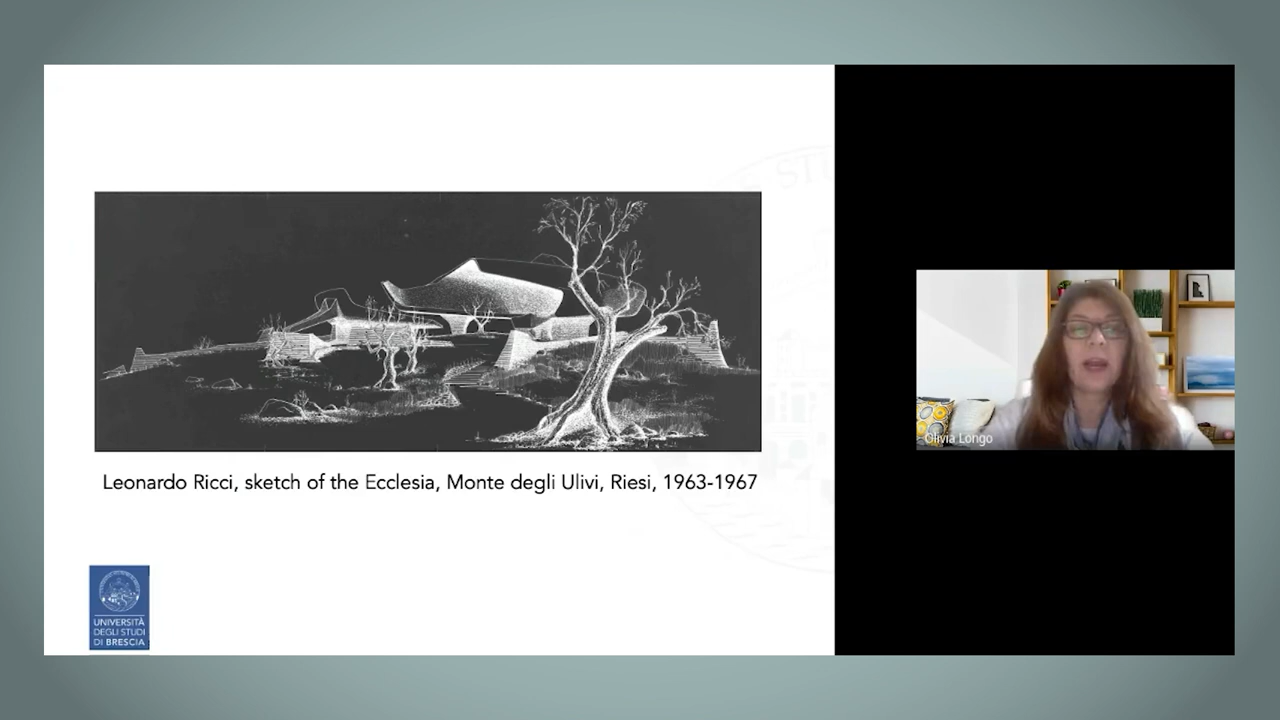 Leonardo Ricci, sketch of the Ecclesia, Monte degli Ulivi, Riesi, 1963-1967
UNIVERSITÀ
DEGLI STUDI
DI BRESCIA
Olivia Longo